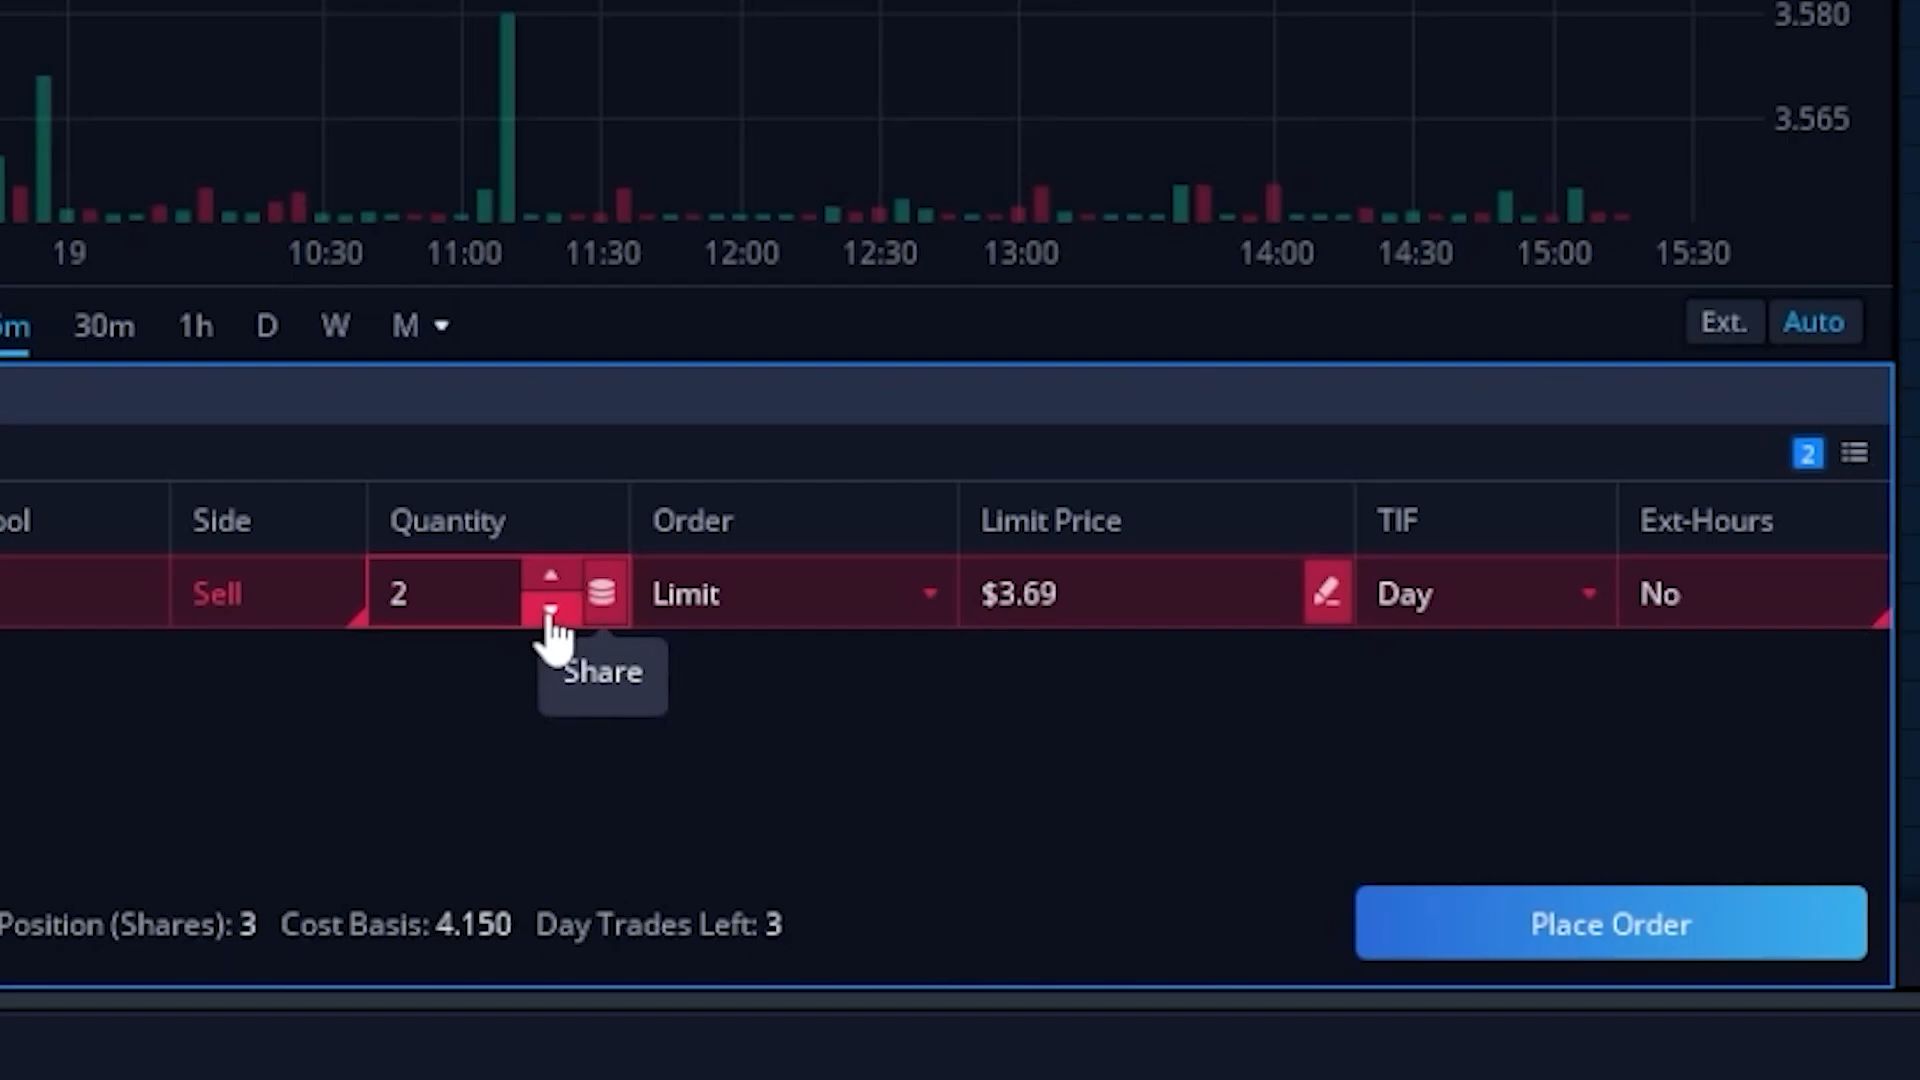 3.580
3.565
19 10:30 11:00 11:30 12:00 12:30 13:00 14:00 14:30 15:00 15:30
5m 30m 1h D W M Ext. Auto
2
ool Side Quantity Order Limit Price TIF Ext-Hours
Sell 2 Limit $3.69 Day No
Share
Position (Shares): 3 Cost Basis: 4.150 Day Trades Left: 3 Place Order